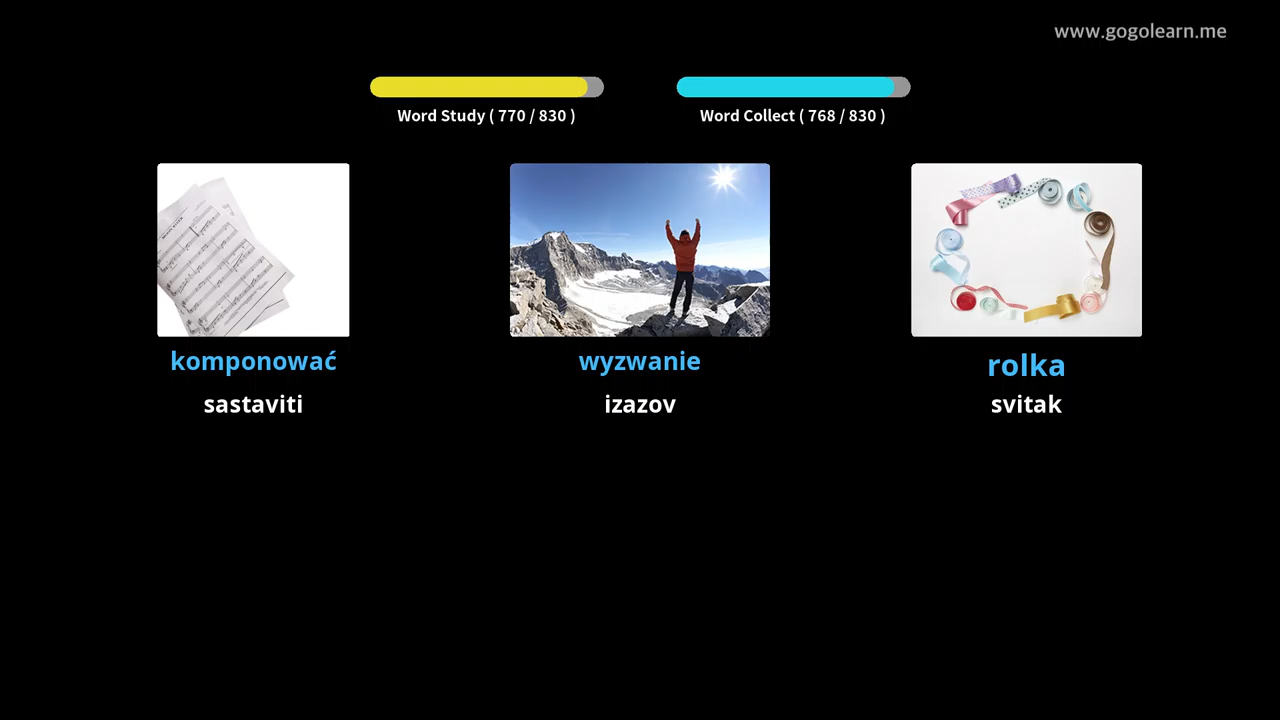 www.gogolearn.me
Word Study ( 770 / 830 )
Word Collect ( 768 / 830 )
komponować
wyzwanie
rolka
sastaviti
izazov
svitak